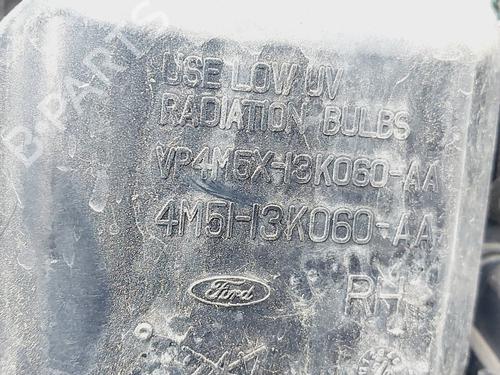 USE LOW UV
RADIATION BULBS
VP4M5X-13K060-AA
4M51-13K060-AA
Ford
RH
B-PARTS